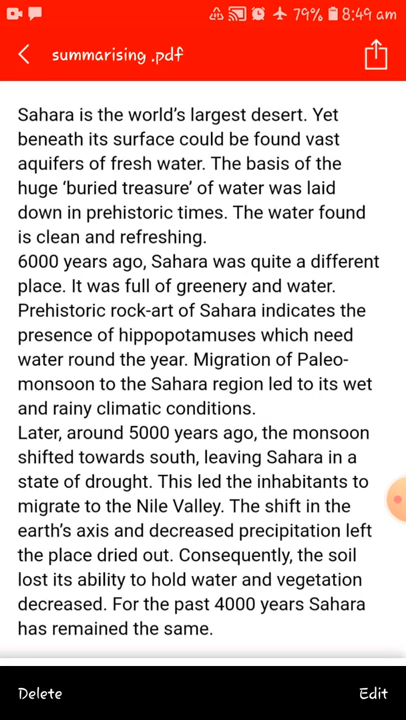 79% 8:49 am
summarising .pdf
Sahara is the world's largest desert. Yet
beneath its surface could be found vast
aquifers of fresh water. The basis of the
huge ‘buried treasure’ of water was laid
down in prehistoric times. The water found
is clean and refreshing.
6000 years ago, Sahara was quite a different
place. It was full of greenery and water.
Prehistoric rock-art of Sahara indicates the
presence of hippopotamuses which need
water round the year. Migration of Paleo-
monsoon to the Sahara region led to its wet
and rainy climatic conditions.
Later, around 5000 years ago, the monsoon
shifted towards south, leaving Sahara in a
state of drought. This led the inhabitants to
migrate to the Nile Valley. The shift in the
earth's axis and decreased precipitation left
the place dried out. Consequently, the soil
lost its ability to hold water and vegetation
decreased. For the past 4000 years Sahara
has remained the same.
Delete Edit